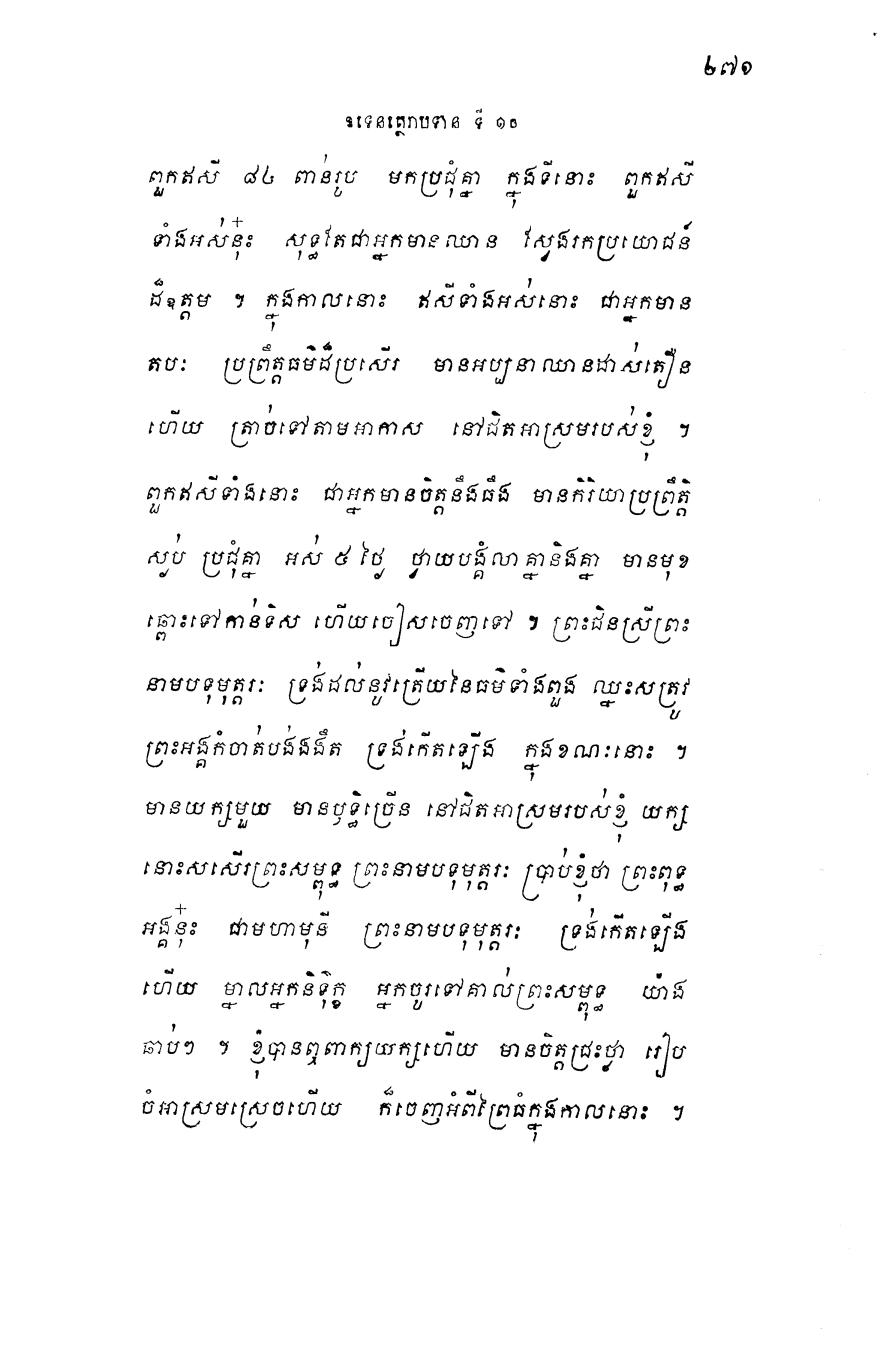 ២៧១
ឧទេនត្ថេរាបទាន ទី ១០
ពួកឥសី ៨៤ ពាន់រូប មកប្រជុំគ្នា ក្នុងទីនោះ ពួកឥសី
ទាំងអស់នុ៎ះ សុទ្ធតែជាអ្នកមានឈាន ស្វែងរកប្រយោជន៍
ដ៏ឧត្តម ។ ក្នុងកាលនោះ ឥសីទាំងអស់នោះ ជាអ្នកមាន
តបៈ ប្រព្រឹត្តធម៌ដ៏ប្រសើរ មានអប្បនាឈានដាស់តឿន
ហើយ ត្រាច់ទៅតាមអាកាស នៅជិតអាស្រមរបស់ខ្ញុំ ។
ពួកឥសីទាំងនោះ ជាអ្នកមានចិត្តនឹងធឹង មានកិរិយាប្រព្រឹត្តិ
ស្ងប់ ប្រជុំគ្នា អស់ ៥ ថ្ងៃ ថ្វាយបង្គំលាគ្នានិងគ្នា មានមុខ
ឆ្ពោះទៅកាន់ទិស ហើយចៀសចេញទៅ ។ ព្រះជិនស្រីព្រះ
នាមបទុមុត្តរៈ ទ្រង់ដល់នូវត្រើយនៃធម៌ទាំងពួង ឈ្នះសត្រូវ
ព្រះអង្គកំចាត់បង់ងងឹត ទ្រង់កើតឡើង ក្នុងខណៈនោះ ។
មានយក្សមួយ មានឫទ្ធិច្រើន នៅជិតអាស្រមរបស់ខ្ញុំ យក្ស
នោះសសើរព្រះសម្ពុទ្ធ ព្រះនាមបទុមុត្តរៈ ប្រាប់ខ្ញុំថា ព្រះពុទ្ធ
អង្គនុ៎ះ ជាមហាមុនី ព្រះនាមបទុមុត្តរៈ ទ្រង់កើតឡើង
ហើយ ម្នាលអ្នកនិទ៌ុក្ខ អ្នកចូរទៅគាល់ព្រះសម្ពុទ្ធ យ៉ាង
ឆាប់ៗ ។ ខ្ញុំបានឮពាក្យយក្សហើយ មានចិត្តជ្រះថ្លា រៀប
ចំអាស្រមស្រេចហើយ ក៏ចេញអំពីព្រៃធំក្នុងកាលនោះ ។